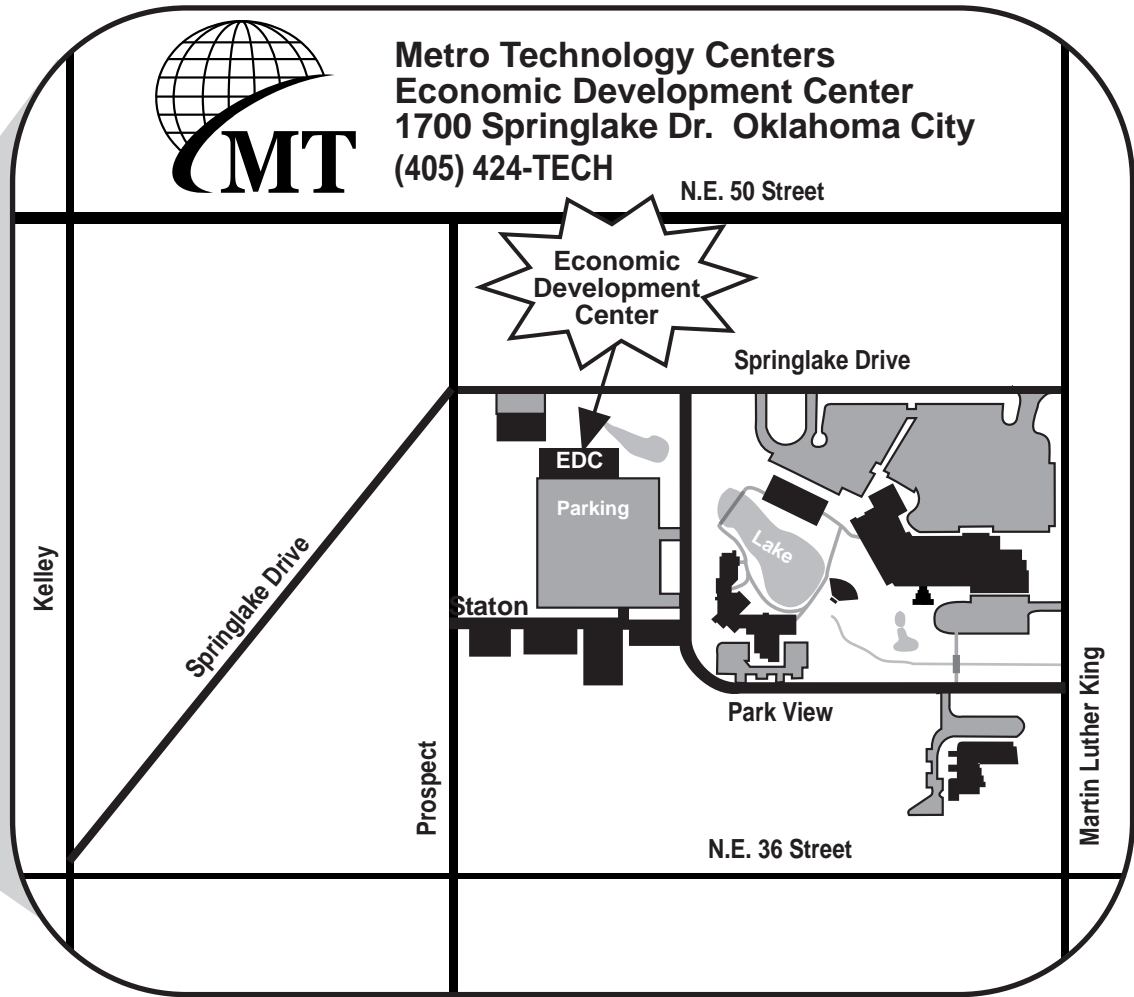 MT
Metro Technology Centers
Economic Development Center
1700 Springlake Dr. Oklahoma City
(405) 424-TECH
N.E. 50 Street
Economic
Development
Center
Springlake Drive
EDC
Parking
Lake
Kelley
Springlake Drive
Staton
Park View
Prospect
Martin Luther King
N.E. 36 Street